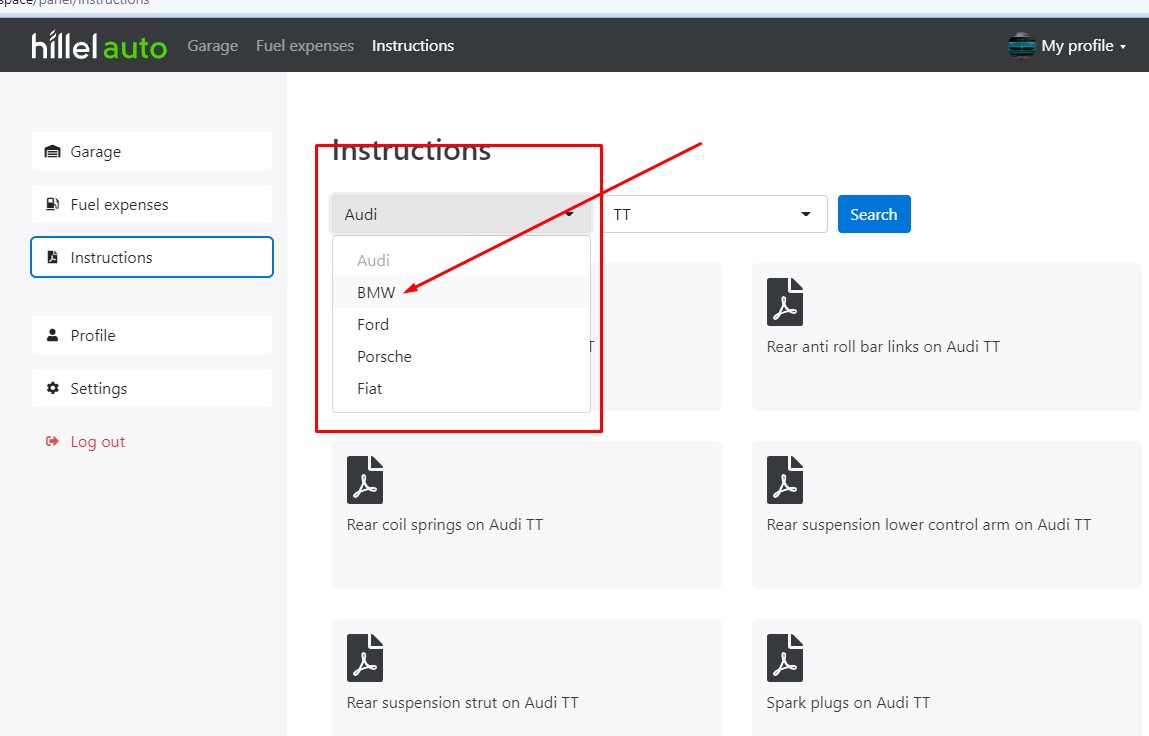 space/panel/instructions
hillel auto Garage Fuel expenses Instructions My profile
Garage
Fuel expenses
Instructions
Profile
Settings
Log out
Instructions
Audi TT Search
Audi
BMW
Ford
Porsche
Fiat
T
Rear anti roll bar links on Audi TT
Rear coil springs on Audi TT
Rear suspension lower control arm on Audi TT
Rear suspension strut on Audi TT
Spark plugs on Audi TT